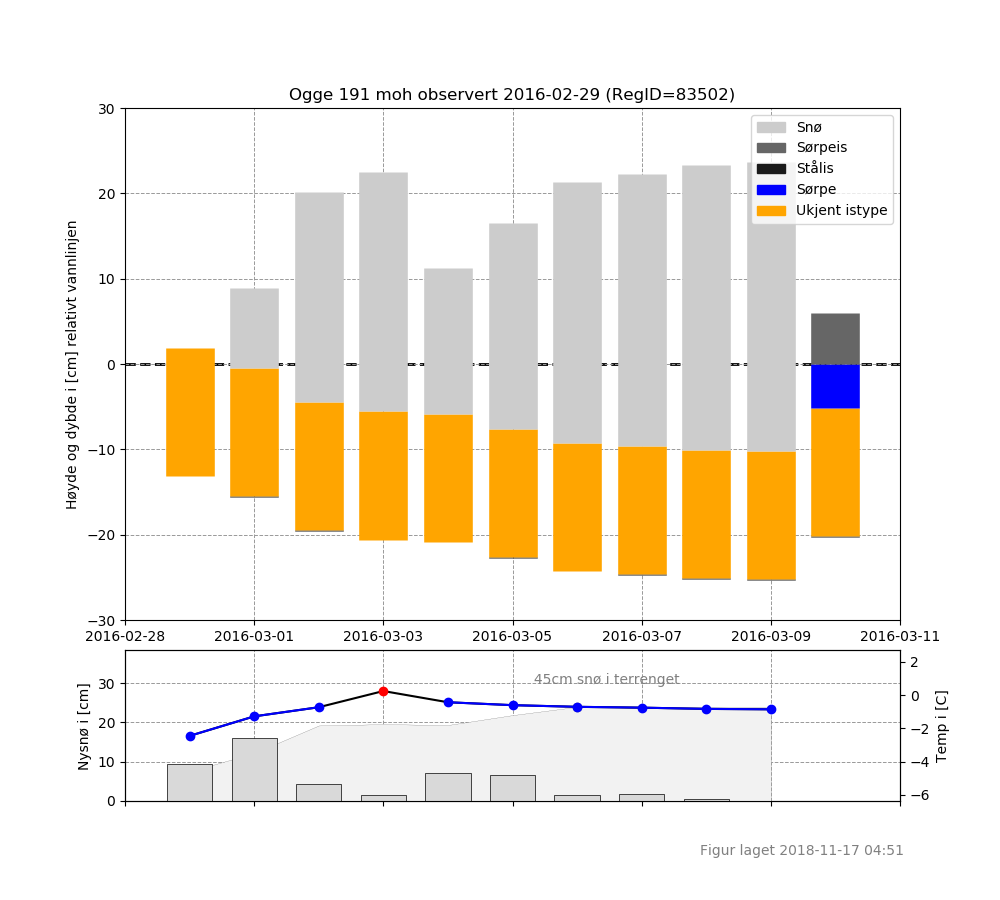 Ogge 191 moh observert 2016-02-29 (RegID=83502)
Høyde og dybde i [cm] relativt vannlinjen
30
20
10
0
−10
−20
−30
Snø
Sørpeis
Stålis
Sørpe
Ukjent istype
2016-02-28 2016-03-01 2016-03-03 2016-03-05 2016-03-07 2016-03-09 2016-03-11
Nysnø i [cm]
30
20
10
0
45cm snø i terrenget
2
0
−2
−4
−6
Temp i [C]
Figur laget 2018-11-17 04:51